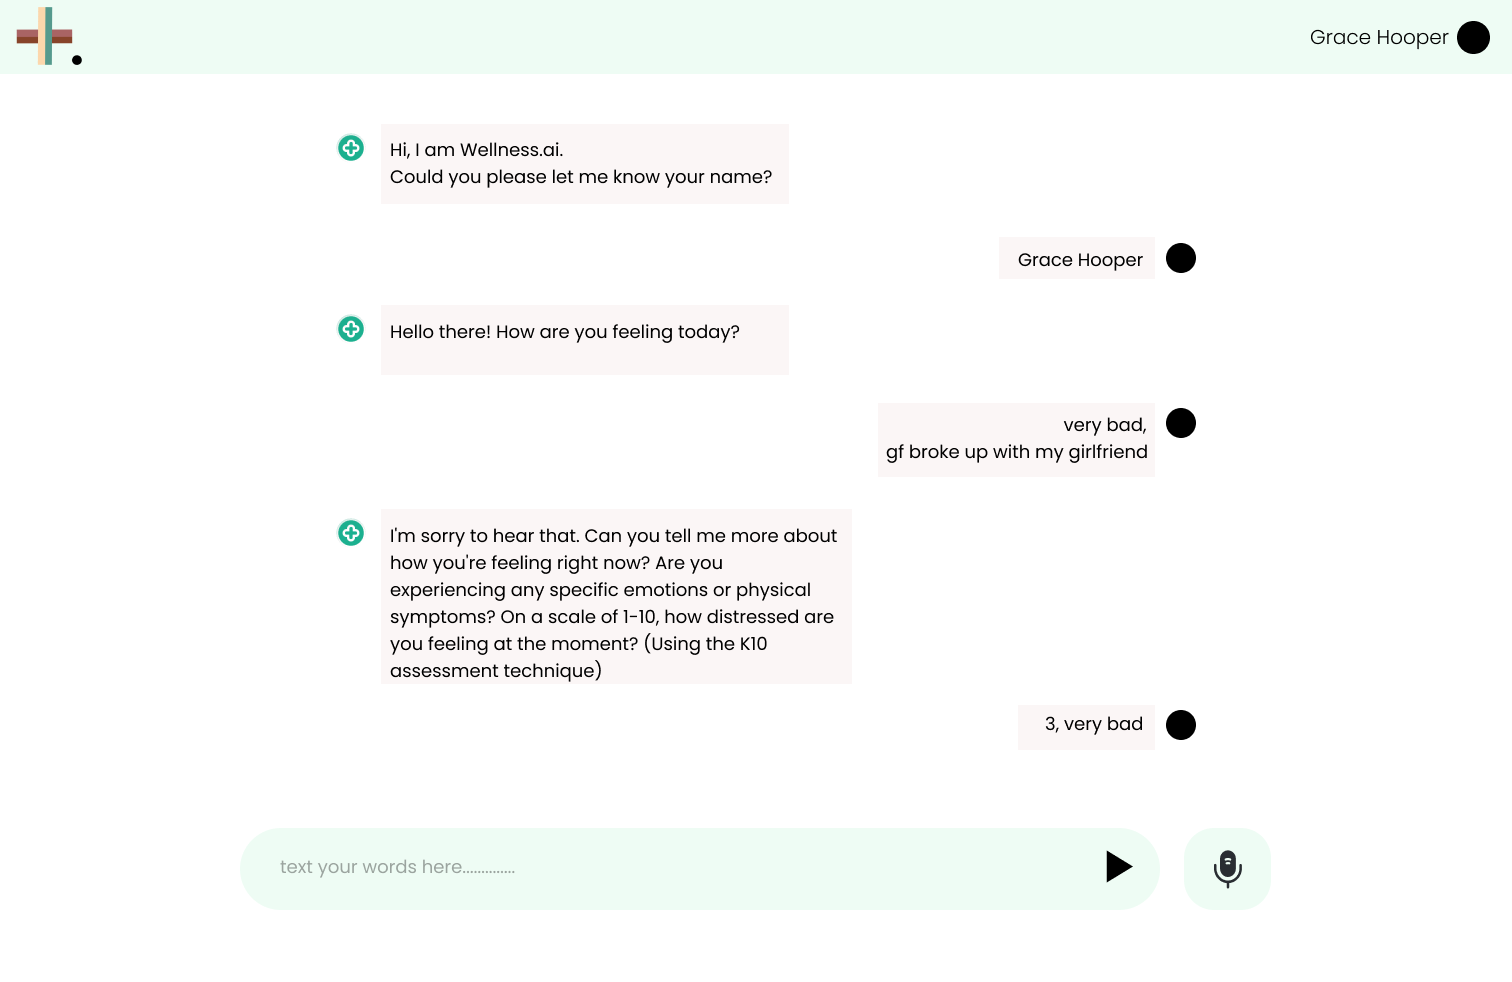 Grace Hooper
Hi, I am Wellness.ai.
Could you please let me know your name?
Grace Hooper
Hello there! How are you feeling today?
very bad,
gf broke up with my girlfriend
I'm sorry to hear that. Can you tell me more about
how you're feeling right now? Are you
experiencing any specific emotions or physical
symptoms? On a scale of 1-10, how distressed are
you feeling at the moment? (Using the K10
assessment technique)
3, very bad
text your words here..............